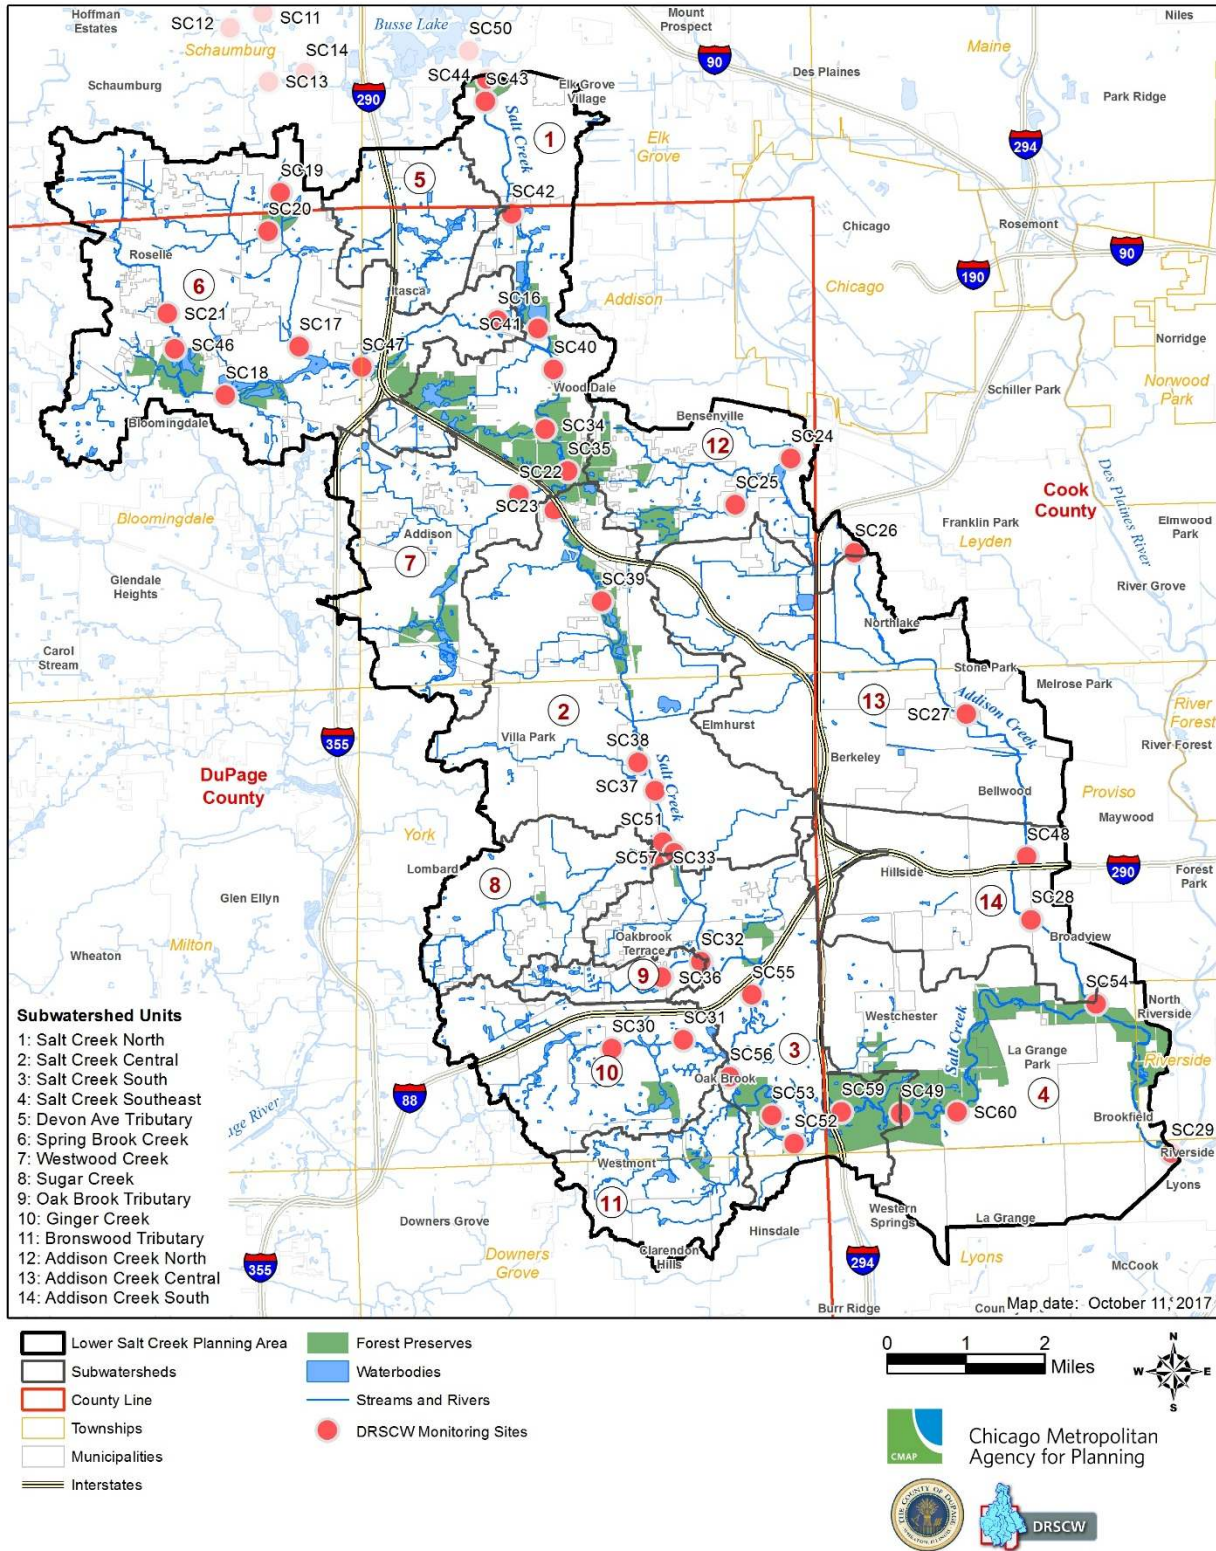 Hoffman
Estates
SC12
SC11
Schaumburg
SC14
SC13
Schaumburg
Busse Lake
SC50
Mount
Prospect
Niles
Maine
90
Des Plaines
Park Ridge
290
SC44
SC43
Elk Grove
Village
Salt Creek
1
Elk
Grove
294
5
SC19
SC20
SC42
Chicago
Rosemont
90
Roselle
190
6
Itasca
SC16
Addison
Chicago
SC21
SC41
SC17
SC46
SC47
SC40
Norridge
SC18
Wood Dale
Schiller Park
Norwood
Park
Bloomingdale
Bensenville
SC34
12
SC24
SC35
SC22
SC25
SC23
Des Plaines River
Cook
County
Bloomingdale
Addison
SC26
Franklin Park
Leyden
Elmwood
Park
7
SC39
Glendale
Heights
River Grove
Northlake
Carol
Stream
Stone Park
Melrose Park
2
13
SC27
Addison Creek
River
Forest
Villa Park
Elmhurst
355
SC38
Berkeley
River Forest
DuPage
County
Salt Creek
SC37
Bellwood
Proviso
Maywood
York
SC51
SC48
Lombard
SC57
SC33
Hillside
290
Forest
Park
8
Glen Ellyn
14
SC28
Milton
Oakbrook
Terrace
SC32
Broadview
Wheaton
9
SC36
SC55
SC54
North
Riverside
Westchester
SC30
SC31
Salt Creek
3
La Grange
Park
Riverside
10
SC56
Oak Brook
4
88
SC59
SC49
SC60
Brookfield
SC53
SC52
SC29
Riverside
Westmont
Lyons
11
Western
Springs
Downers Grove
Hinsdale
La Grange
Downers
Grove
Clarendon
Hills
294
Lyons
355
McCook
Burr Ridge
Subwatershed Units
1: Salt Creek North
2: Salt Creek Central
3: Salt Creek South
4: Salt Creek Southeast
5: Devon Ave Tributary
6: Spring Brook Creek
7: Westwood Creek
8: Sugar Creek
9: Oak Brook Tributary
10: Ginger Creek
11: Bronswood Tributary
12: Addison Creek North
13: Addison Creek Central
14: Addison Creek South
Map date: October 11, 2017
Lower Salt Creek Planning Area
Subwatersheds
County Line
Townships
Municipalities
Interstates
Forest Preserves
Waterbodies
Streams and Rivers
DRSCW Monitoring Sites
0 1 2
Miles
N
W E
S
CMAP
Chicago Metropolitan
Agency for Planning
THE COUNTY OF DUPAGE
DRSCW